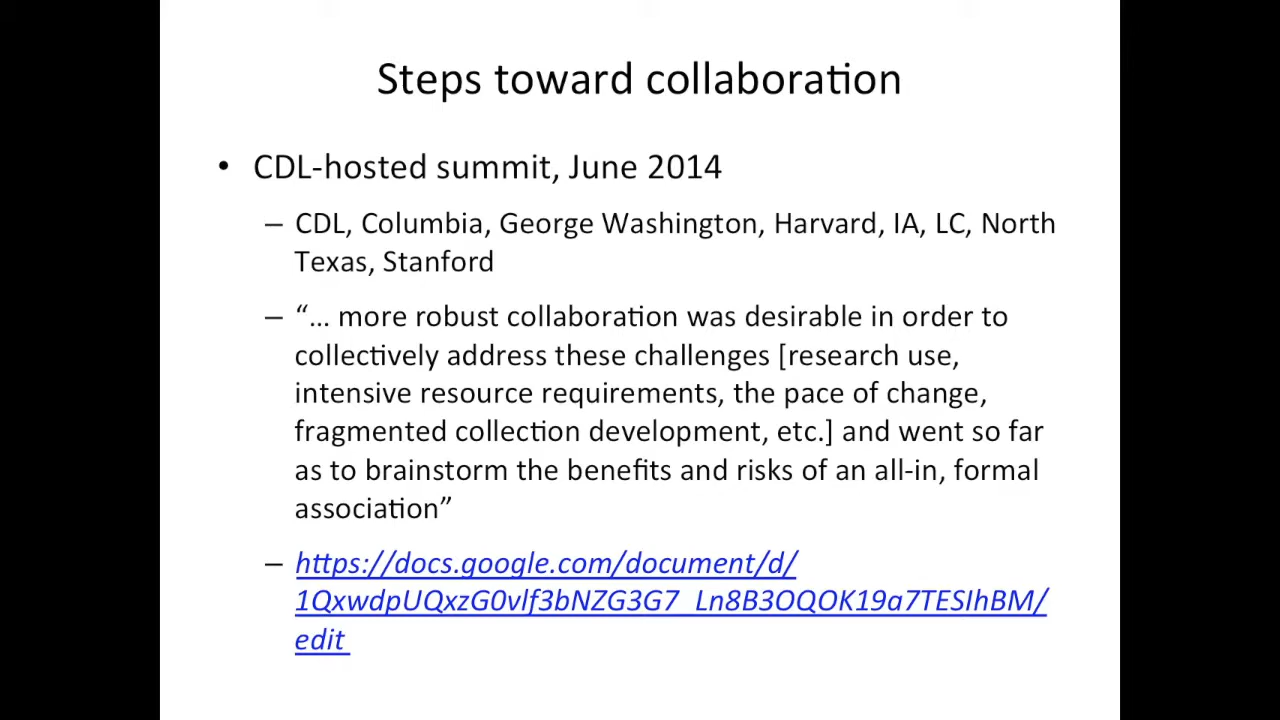 Steps toward collaboration
• CDL-hosted summit, June 2014
– CDL, Columbia, George Washington, Harvard, IA, LC, North
Texas, Stanford
– “… more robust collaboration was desirable in order to
collectively address these challenges [research use,
intensive resource requirements, the pace of change,
fragmented collection development, etc.] and went so far
as to brainstorm the benefits and risks of an all-in, formal
association”
– https://docs.google.com/document/d/
1QxwdpUQxzG0vlf3bNZG3G7_Ln8B3OQOK19a7TESIhBM/
edit